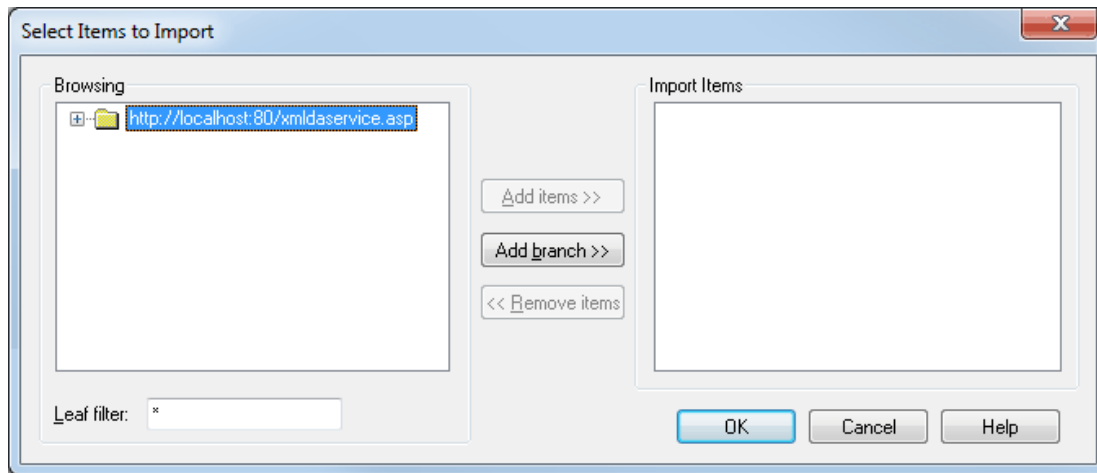 Select Items to Import
Browsing
Import Items
http://localhost:80/xmldaservice.asp
Add items >>
Add branch >>
<< Remove items
Leaf filter:
*
OK
Cancel
Help